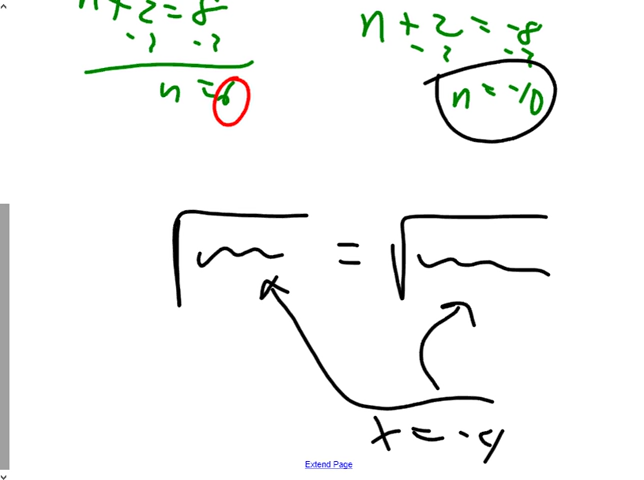 n + 2 = 8
-2 -2
n = 6
n + 2 = -8
-2 -2
n = -10
√ = √
x = -4
Extend Page